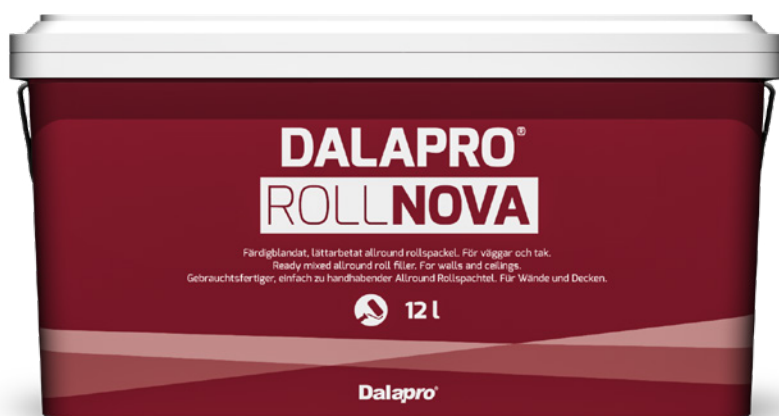 DALAPRO®
ROLLNOVA
Färdigblandat, lättarbetat allround rollspackel. För väggar och tak.
Ready mixed allround roll filler. For walls and ceilings.
Gebrauchtsfertiger, einfach zu handhabender Allround Rollspachtel. Für Wände und Decken.
12 l
Dalapro®